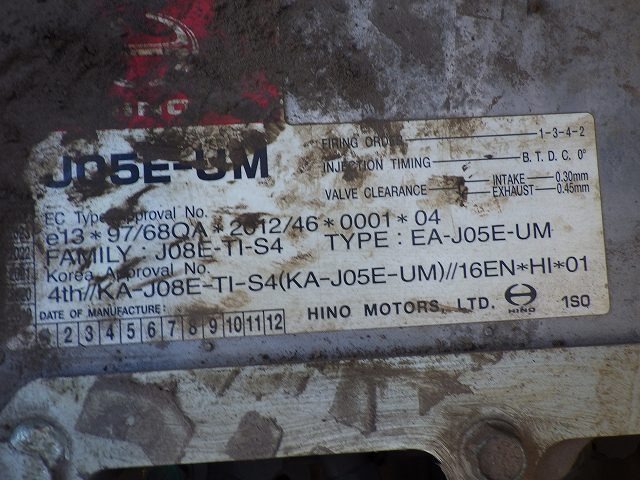 J05E-UM
FIRING ORDER 1-3-4-2
INJECTION TIMING B.T.D.C. 0°
VALVE CLEARANCE INTAKE 0.30mm
EXHAUST 0.45mm
EC Type Approval No.
e13*97/68QA*2012/46*0001*04
FAMILY: J08E-TI-S4 TYPE: EA-J05E-UM
Korea Approval No.
4th//KA-J08E-TI-S4(KA-J05E-UM)//16EN*HI*01
DATE OF MANUFACTURE:
2 3 4 5 6 7 8 9 10 11 12
HINO MOTORS, LTD. HINO 1SO